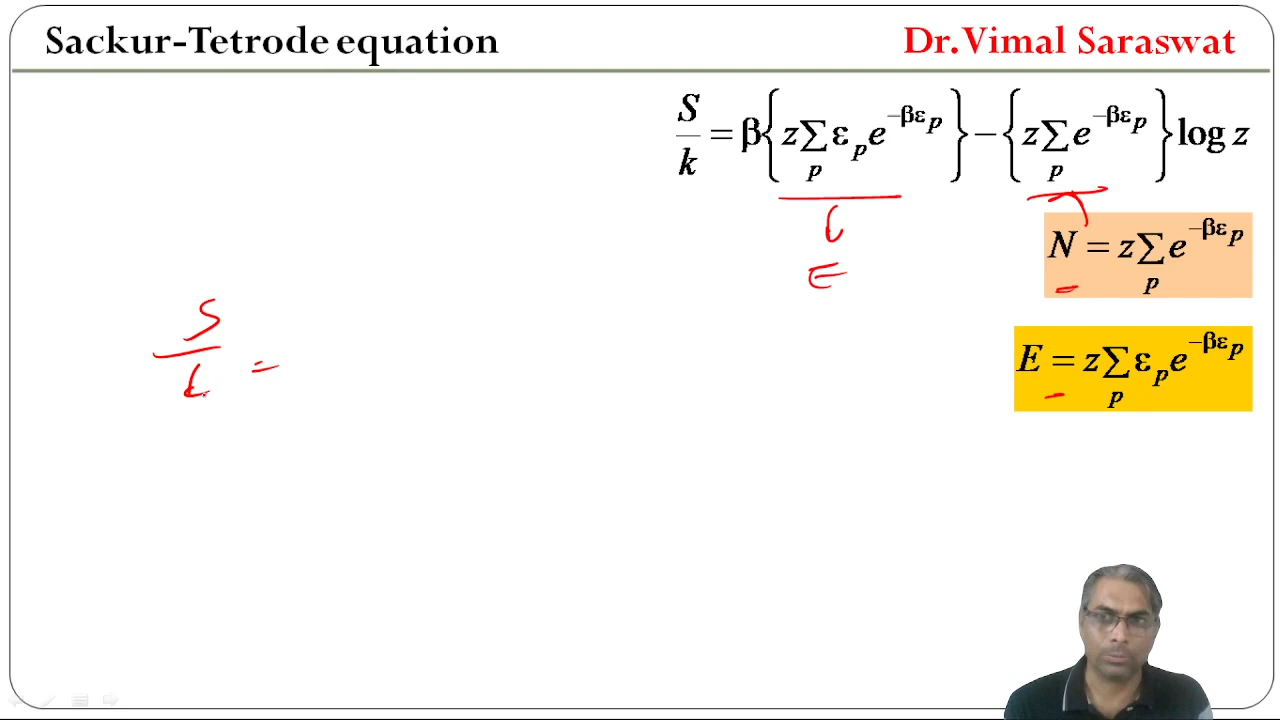 Sackur-Tetrode equation
Dr. Vimal Saraswat
S/k = β{z∑_p ε_p e^{−βε_p}} − {z∑_p e^{−βε_p}} log z
E
N = z∑_p e^{−βε_p}
E = z∑_p ε_p e^{−βε_p}
S
=